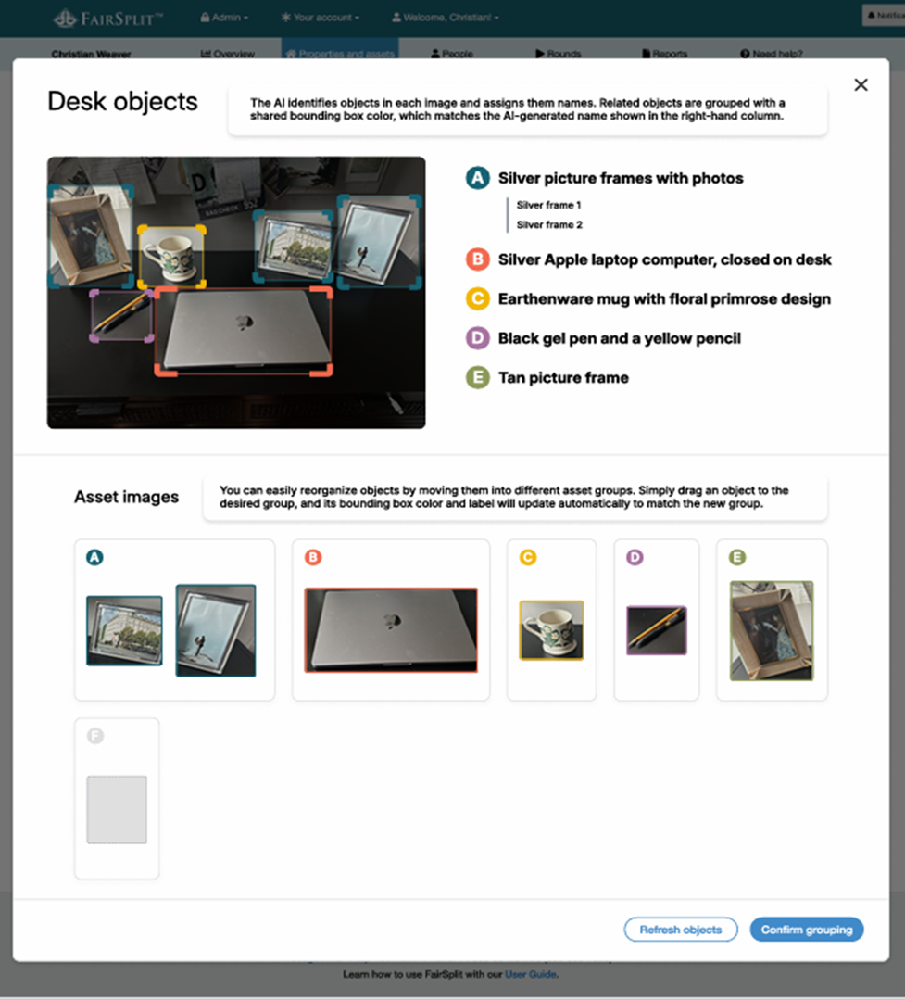 FAIRSPLIT™
Admin
Your account
Welcome, Christian!
Christian Weaver
Overview
Properties and assets
People
Rounds
Reports
Need help?
Desk objects
The AI identifies objects in each image and assigns them names. Related objects are grouped with a
shared bounding box color, which matches the AI-generated name shown in the right-hand column.
D
BAG CHECK
A Silver picture frames with photos
Silver frame 1
Silver frame 2
B Silver Apple laptop computer, closed on desk
C Earthenware mug with floral primrose design
D Black gel pen and a yellow pencil
E Tan picture frame
Asset images
You can easily reorganize objects by moving them into different asset groups. Simply drag an object to the
desired group, and its bounding box color and label will update automatically to match the new group.
A
B
C
D
E
F
Refresh objects
Confirm grouping
Learn how to use FairSplit with our User Guide.